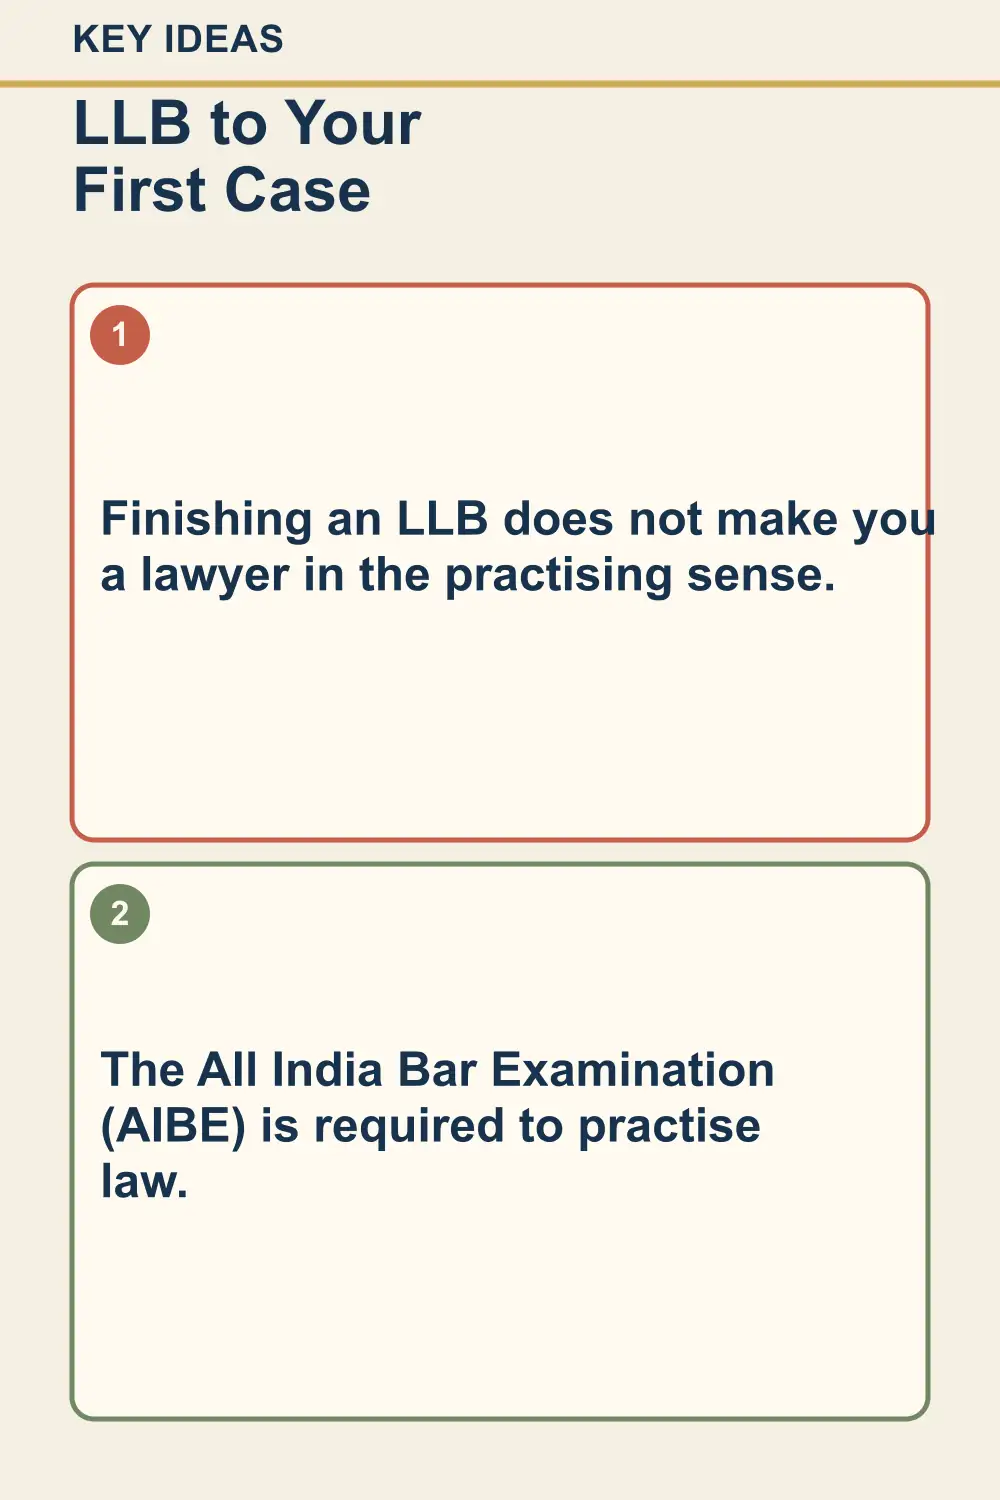 KEY IDEAS
LLB to Your
First Case
1
Finishing an LLB does not make you
a lawyer in the practising sense.
2
The All India Bar Examination
(AIBE) is required to practise
law.